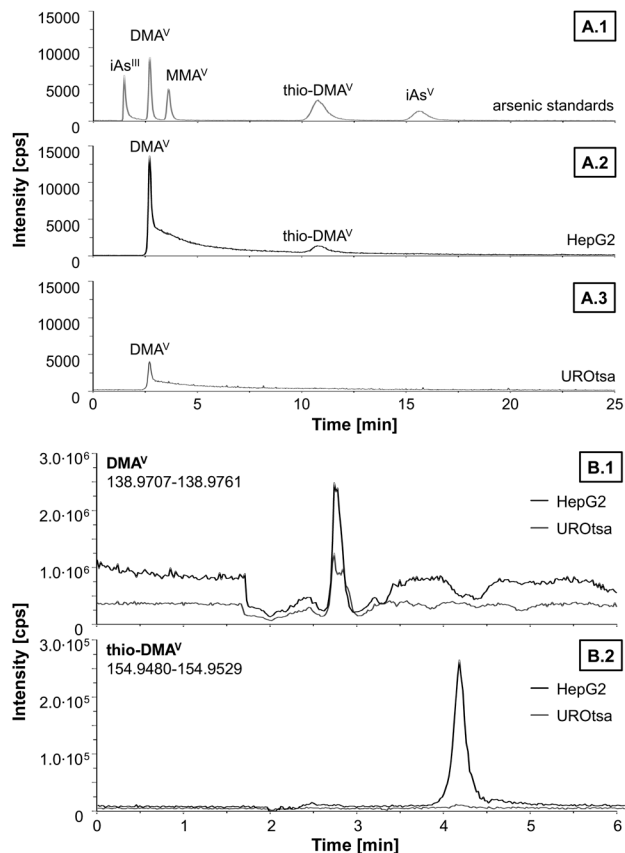 15000
10000
5000
0
A.1
DMAⱽ
iAsᴵᴵᴵ
MMAⱽ
thio-DMAⱽ
iAsⱽ
arsenic standards
15000
10000
5000
0
A.2
DMAⱽ
thio-DMAⱽ
HepG2
Intensity [cps]
15000
10000
5000
0
A.3
DMAⱽ
UROtsa
0 5 10 15 20 25
Time [min]
3.0·10⁶
2.0·10⁶
1.0·10⁶
0
DMAⱽ
138.9707-138.9761
B.1
HepG2
UROtsa
Intensity [cps]
3.0·10⁵
2.0·10⁵
1.0·10⁵
0
thio-DMAⱽ
154.9480-154.9529
B.2
HepG2
UROtsa
0 1 2 3 4 5 6
Time [min]